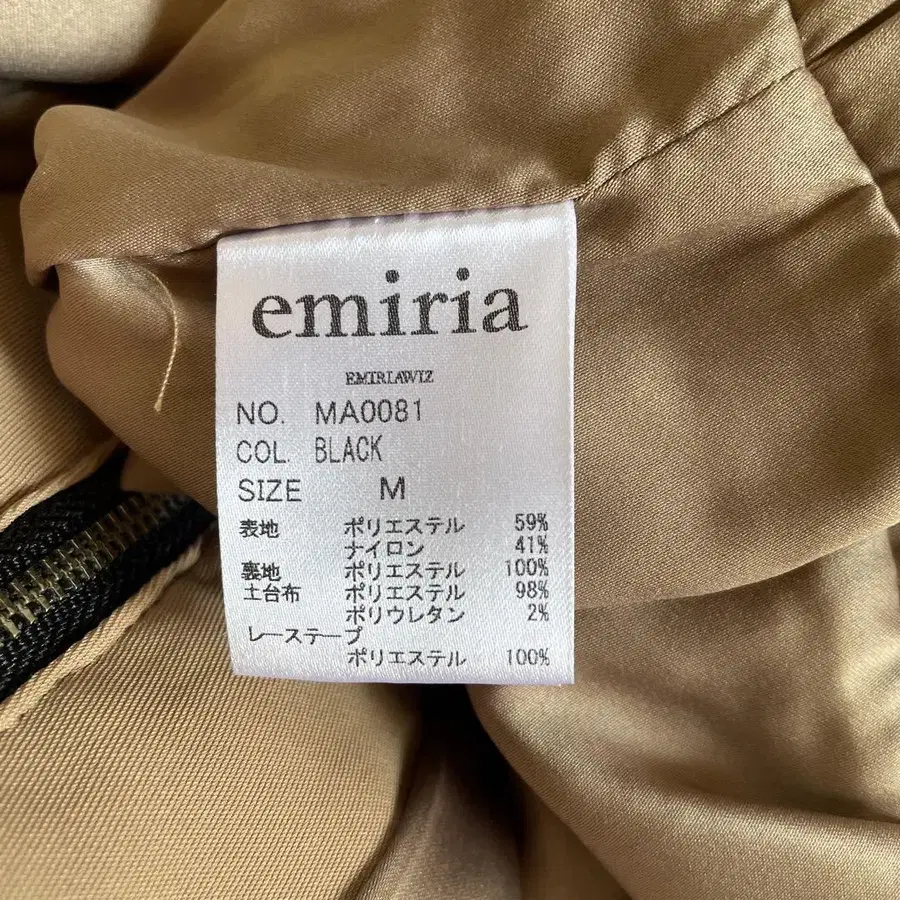 emiria
EMIRIAWIZ
NO. MA0081
COL. BLACK
SIZE M
表地 ポリエステル 59%
ナイロン 41%
裏地 ポリエステル 100%
土台布 ポリエステル 98%
ポリウレタン 2%
レーステープ
ポリエステル 100%